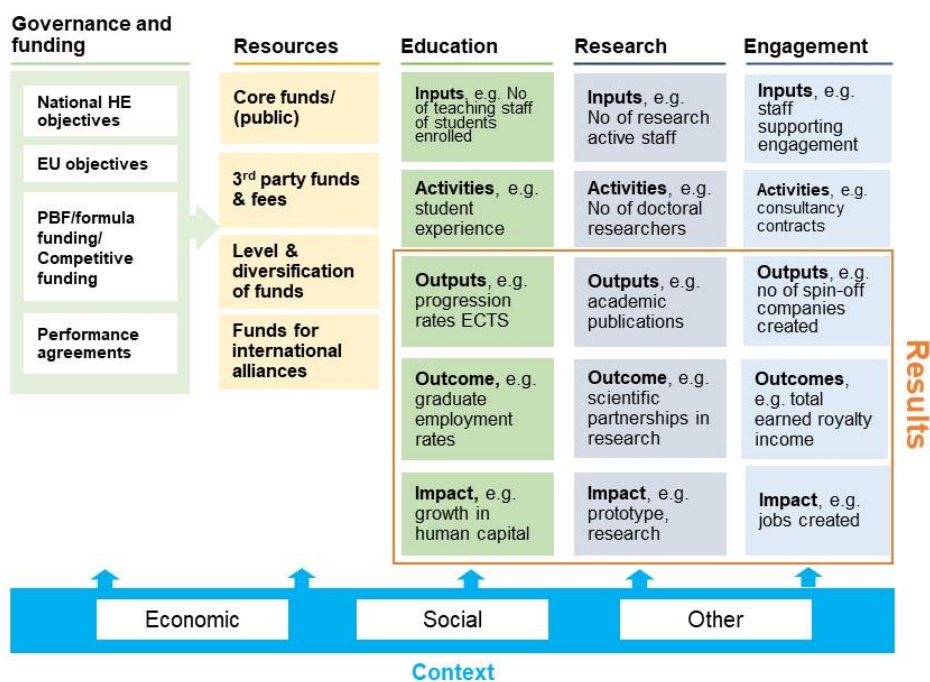 Governance and
funding
National HE
objectives
EU objectives
PBF/formula
funding/
Competitive
funding
Performance
agreements
Resources
Core funds/
(public)
3rd party funds
& fees
Level &
diversification
of funds
Funds for
international
alliances
Education
Inputs, e.g. No
of teaching staff
of students
enrolled
Activities, e.g.
student
experience
Outputs, e.g.
progression
rates ECTS
Outcome, e.g.
graduate
employment
rates
Impact, e.g.
growth in
human capital
Research
Inputs, e.g.
No of research
active staff
Activities, e.g.
No of doctoral
researchers
Outputs, e.g.
academic
publications
Outcome, e.g.
scientific
partnerships in
research
Impact, e.g.
prototype,
research
Engagement
Inputs, e.g.
staff
supporting
engagement
Activities, e.g.
consultancy
contracts
Outputs, e.g.
no of spin-off
companies
created
Outcomes,
e.g. total
earned royalty
income
Impact, e.g.
jobs created
Results
Economic
Social
Other
Context